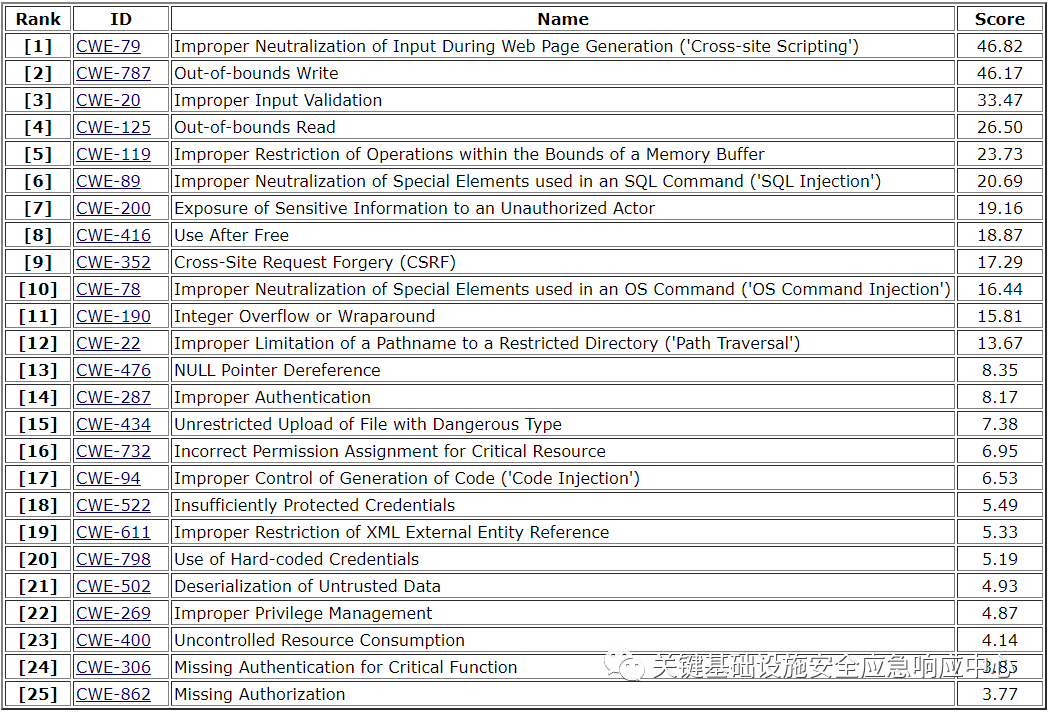 Rank ID Name Score
[1] CWE-79 Improper Neutralization of Input During Web Page Generation ('Cross-site Scripting') 46.82
[2] CWE-787 Out-of-bounds Write 46.17
[3] CWE-20 Improper Input Validation 33.47
[4] CWE-125 Out-of-bounds Read 26.50
[5] CWE-119 Improper Restriction of Operations within the Bounds of a Memory Buffer 23.73
[6] CWE-89 Improper Neutralization of Special Elements used in an SQL Command ('SQL Injection') 20.69
[7] CWE-200 Exposure of Sensitive Information to an Unauthorized Actor 19.16
[8] CWE-416 Use After Free 18.87
[9] CWE-352 Cross-Site Request Forgery (CSRF) 17.29
[10] CWE-78 Improper Neutralization of Special Elements used in an OS Command ('OS Command Injection') 16.44
[11] CWE-190 Integer Overflow or Wraparound 15.81
[12] CWE-22 Improper Limitation of a Pathname to a Restricted Directory ('Path Traversal') 13.67
[13] CWE-476 NULL Pointer Dereference 8.35
[14] CWE-287 Improper Authentication 8.17
[15] CWE-434 Unrestricted Upload of File with Dangerous Type 7.38
[16] CWE-732 Incorrect Permission Assignment for Critical Resource 6.95
[17] CWE-94 Improper Control of Generation of Code ('Code Injection') 6.53
[18] CWE-522 Insufficiently Protected Credentials 5.49
[19] CWE-611 Improper Restriction of XML External Entity Reference 5.33
[20] CWE-798 Use of Hard-coded Credentials 5.19
[21] CWE-502 Deserialization of Untrusted Data 4.93
[22] CWE-269 Improper Privilege Management 4.87
[23] CWE-400 Uncontrolled Resource Consumption 4.14
[24] CWE-306 Missing Authentication for Critical Function 3.85
关键基础设施安全应急响应中心
[25] CWE-862 Missing Authorization 3.77